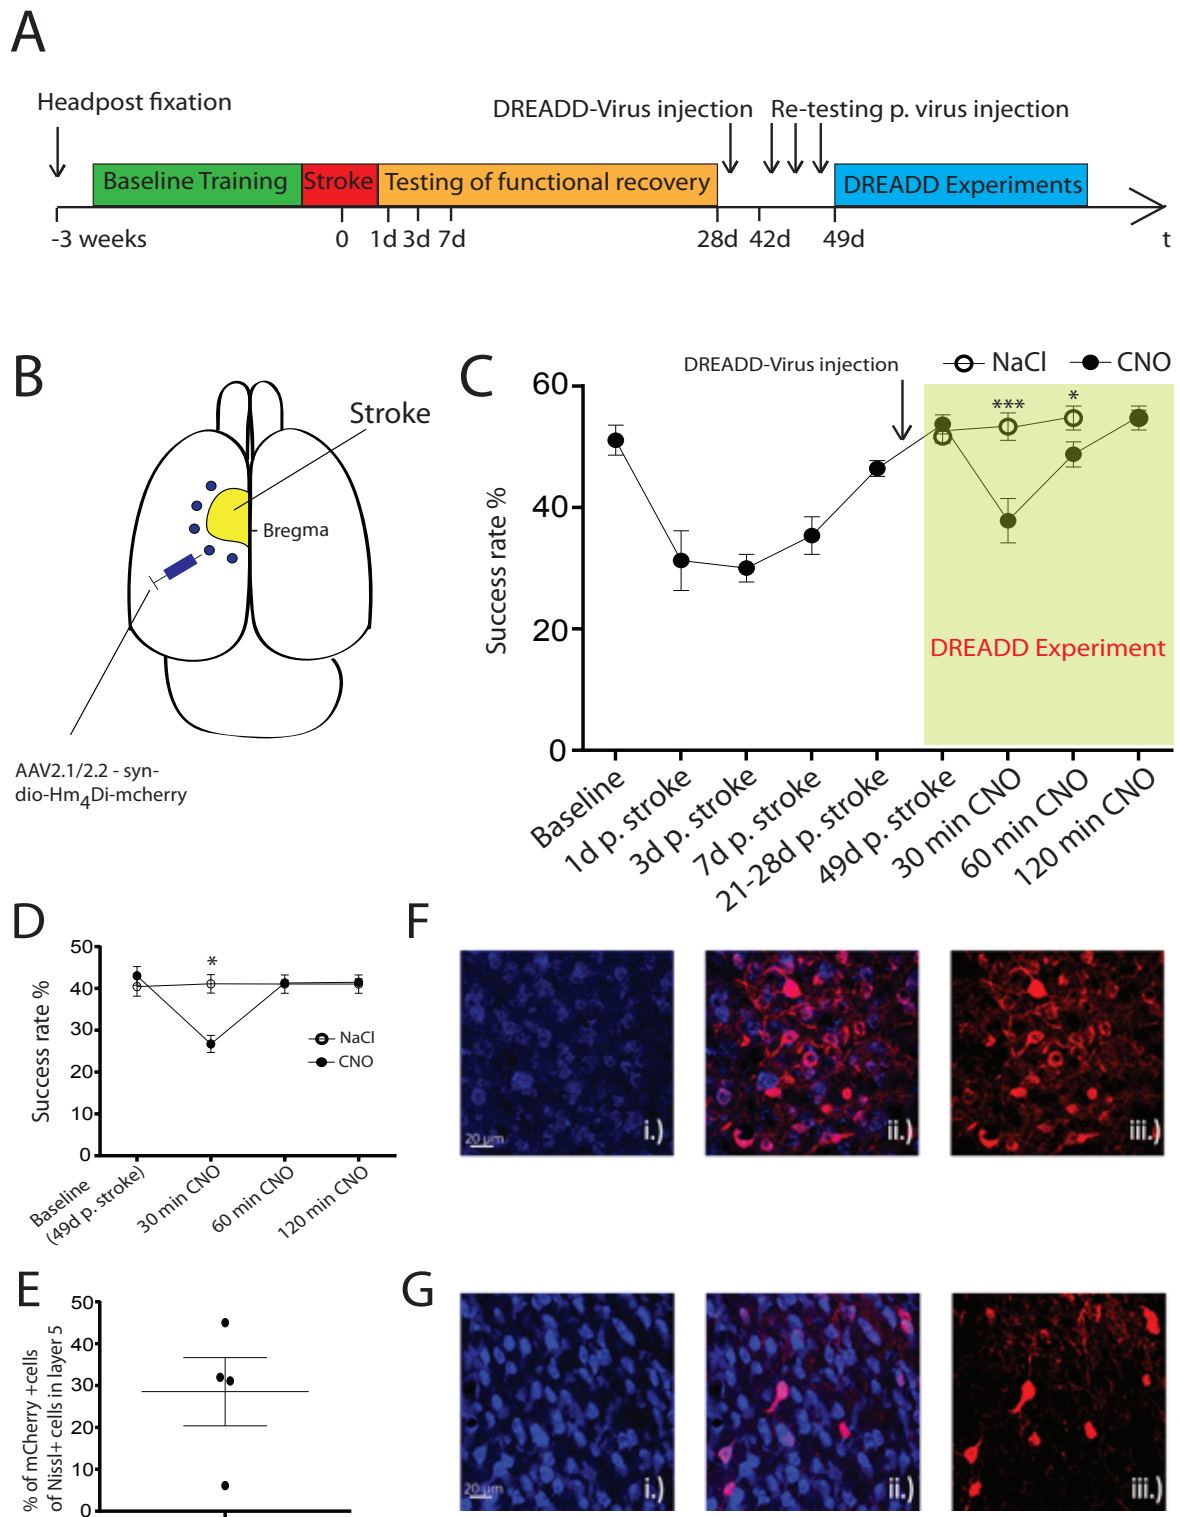 A
Headpost fixation
DREADD-Virus injection
Re-testing p. virus injection
Baseline Training
Stroke
Testing of functional recovery
DREADD Experiments
-3 weeks
0
1d
3d
7d
28d
42d
49d
t
B
Stroke
Bregma
AAV2.1/2.2 - syn-
dio-Hm4Di-mcherry
C
DREADD-Virus injection
NaCl
CNO
***
*
60
40
20
0
Success rate %
DREADD Experiment
Baseline
1d p. stroke
3d p. stroke
7d p. stroke
21-28d p. stroke
49d p. stroke
30 min CNO
60 min CNO
120 min CNO
D
50
40
30
20
10
0
Success rate %
*
NaCl
CNO
Baseline
(49d p. stroke)
30 min CNO
60 min CNO
120 min CNO
F
20 µm
i.)
ii.)
iii.)
E
50
40
30
20
10
0
% of mCherry +cells
of Nissl+ cells in layer 5
G
20 µm
i.)
ii.)
iii.)